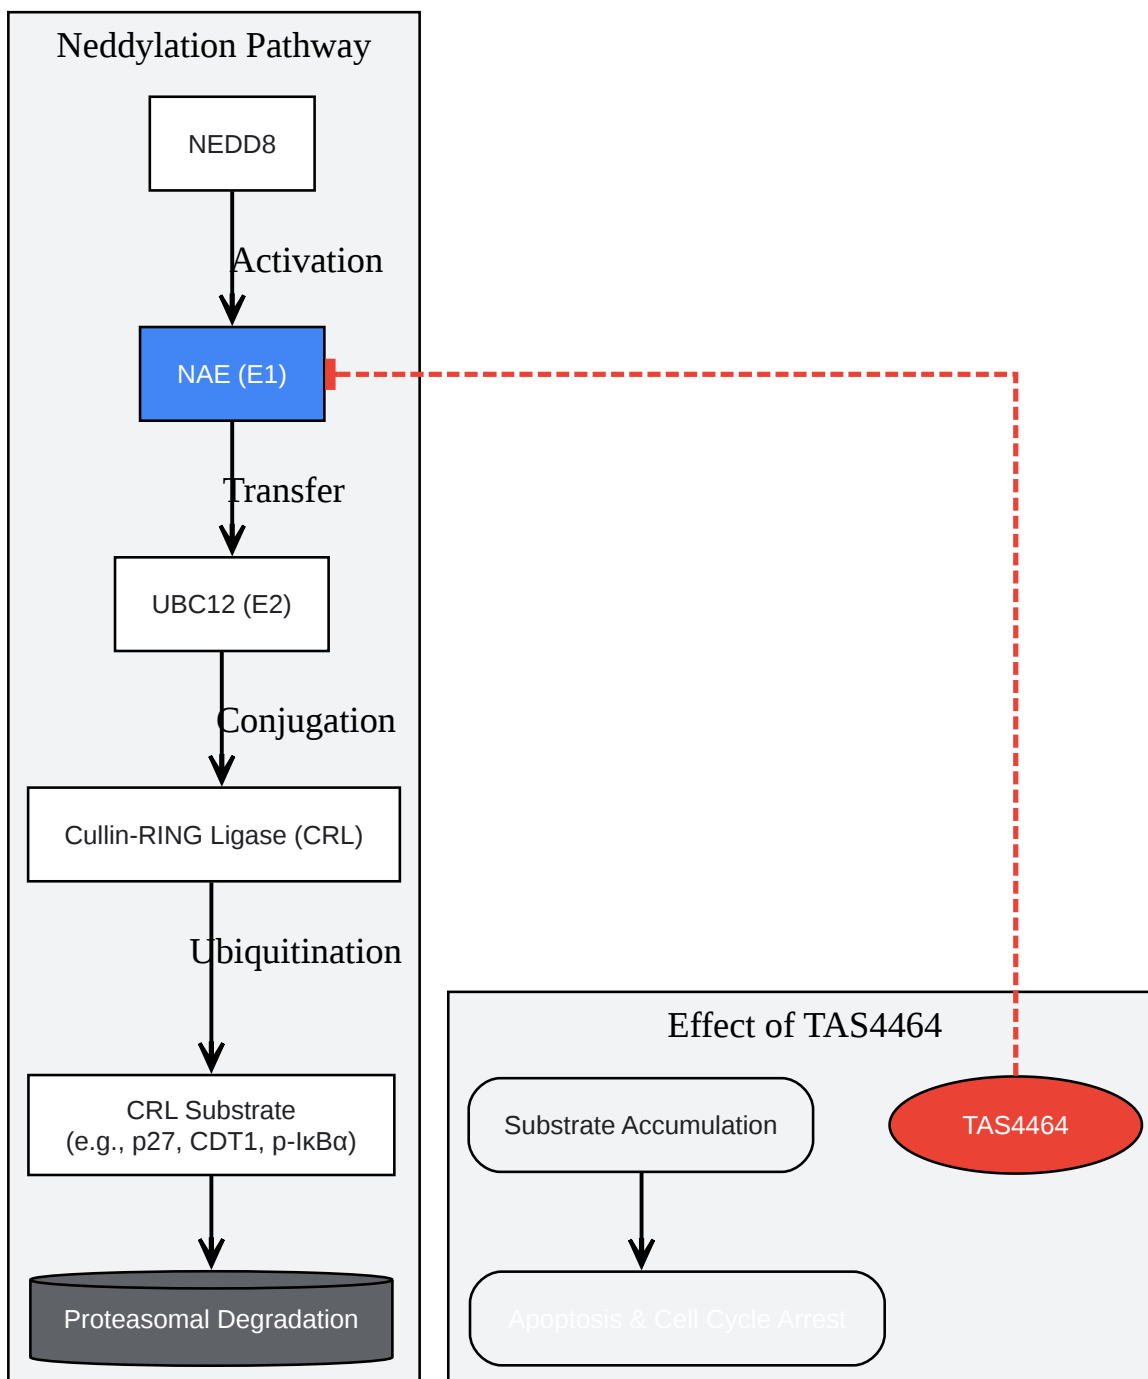 Neddylation Pathway
NEDD8
Activation
NAE (E1)
Transfer
UBC12 (E2)
Conjugation
Cullin-RING Ligase (CRL)
Ubiquitination
CRL Substrate
(e.g., p27, CDT1, p-IκBα)
Proteasomal Degradation
Effect of TAS4464
Substrate Accumulation
TAS4464
Apoptosis & Cell Cycle Arrest